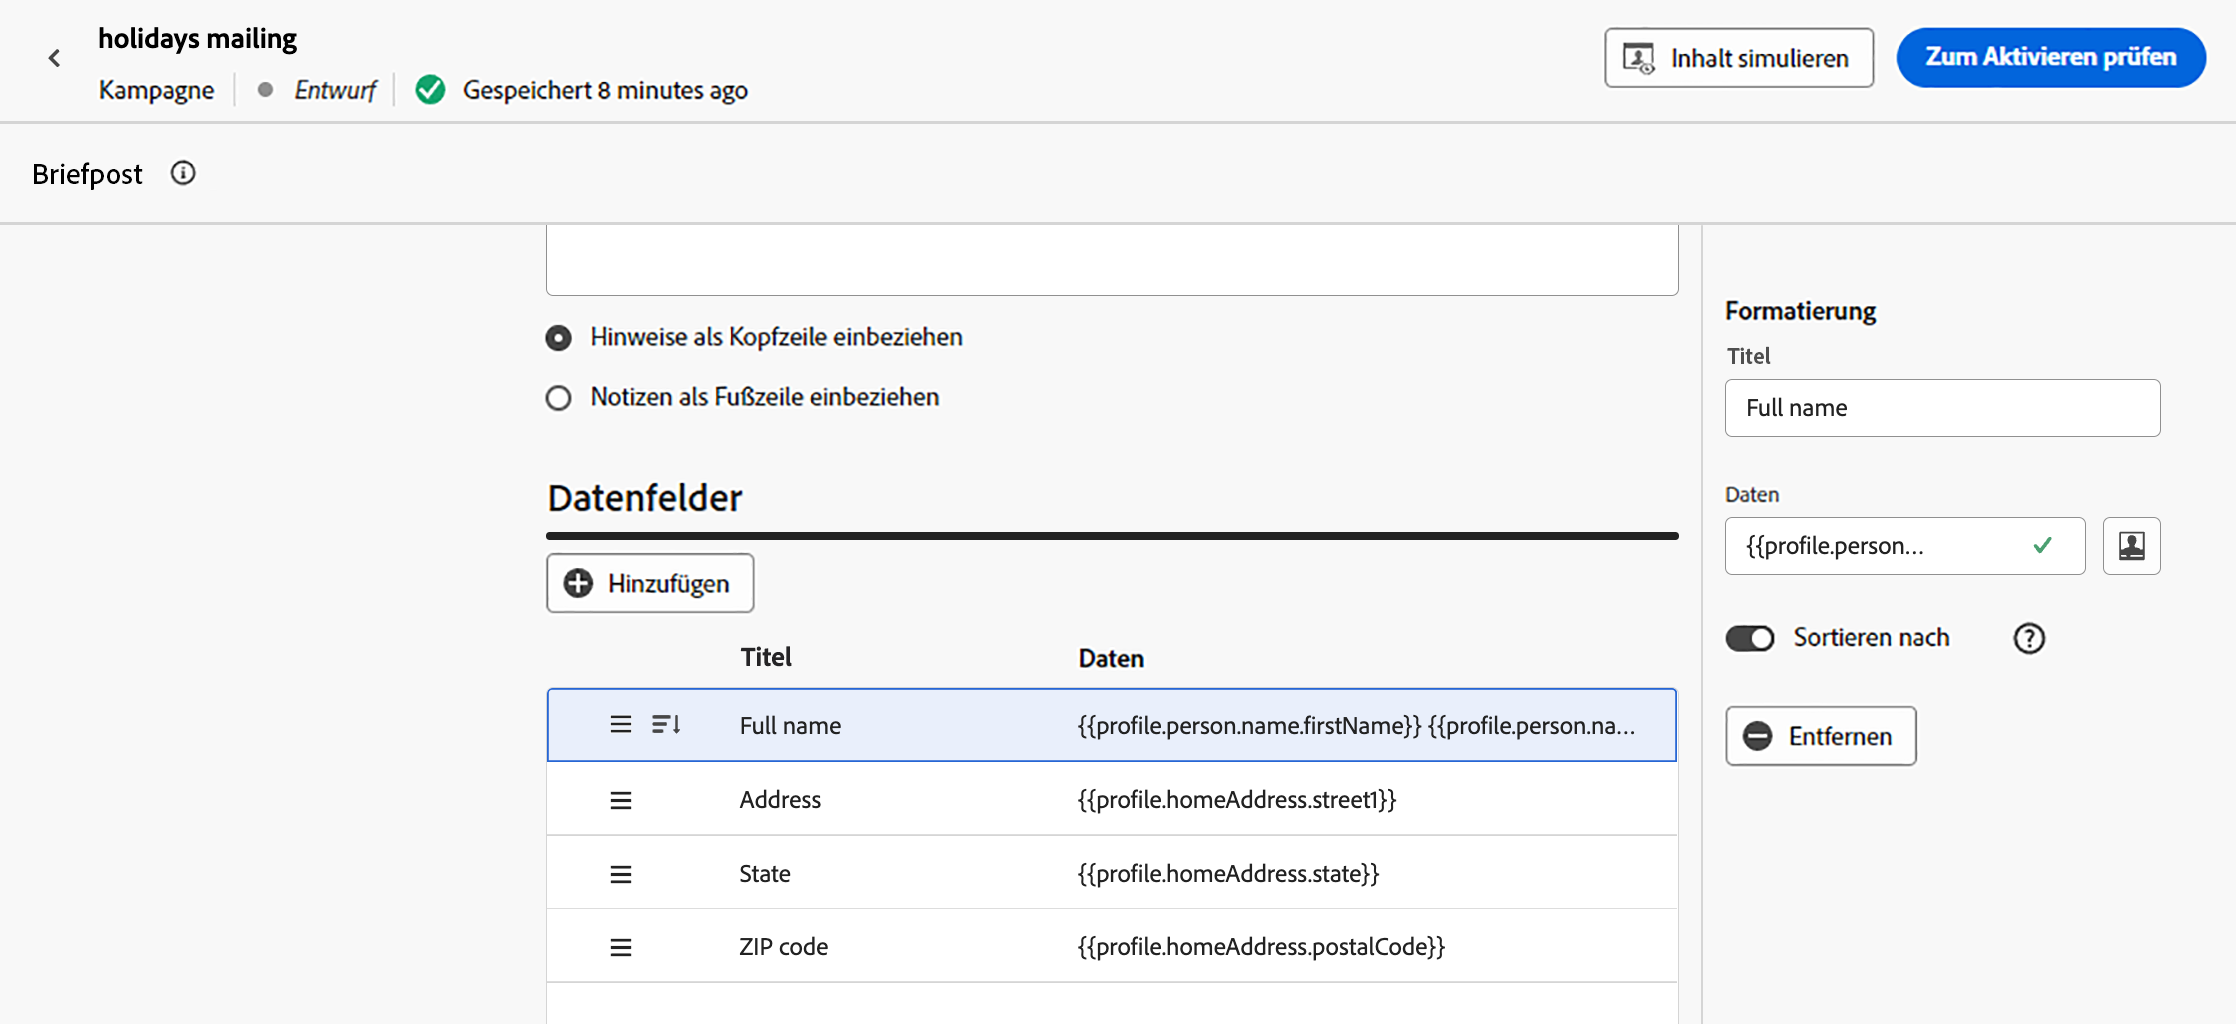 holidays mailing
Kampagne Entwurf Gespeichert 8 minutes ago
Inhalt simulieren
Zum Aktivieren prüfen
Briefpost
Hinweise als Kopfzeile einbeziehen
Notizen als Fußzeile einbeziehen
Datenfelder
Hinzufügen
Titel Daten
Full name {{profile.person.name.firstName}} {{profile.person.na...
Address {{profile.homeAddress.street1}}
State {{profile.homeAddress.state}}
ZIP code {{profile.homeAddress.postalCode}}
Formatierung
Titel
Full name
Daten
{{profile.person...
Sortieren nach
Entfernen